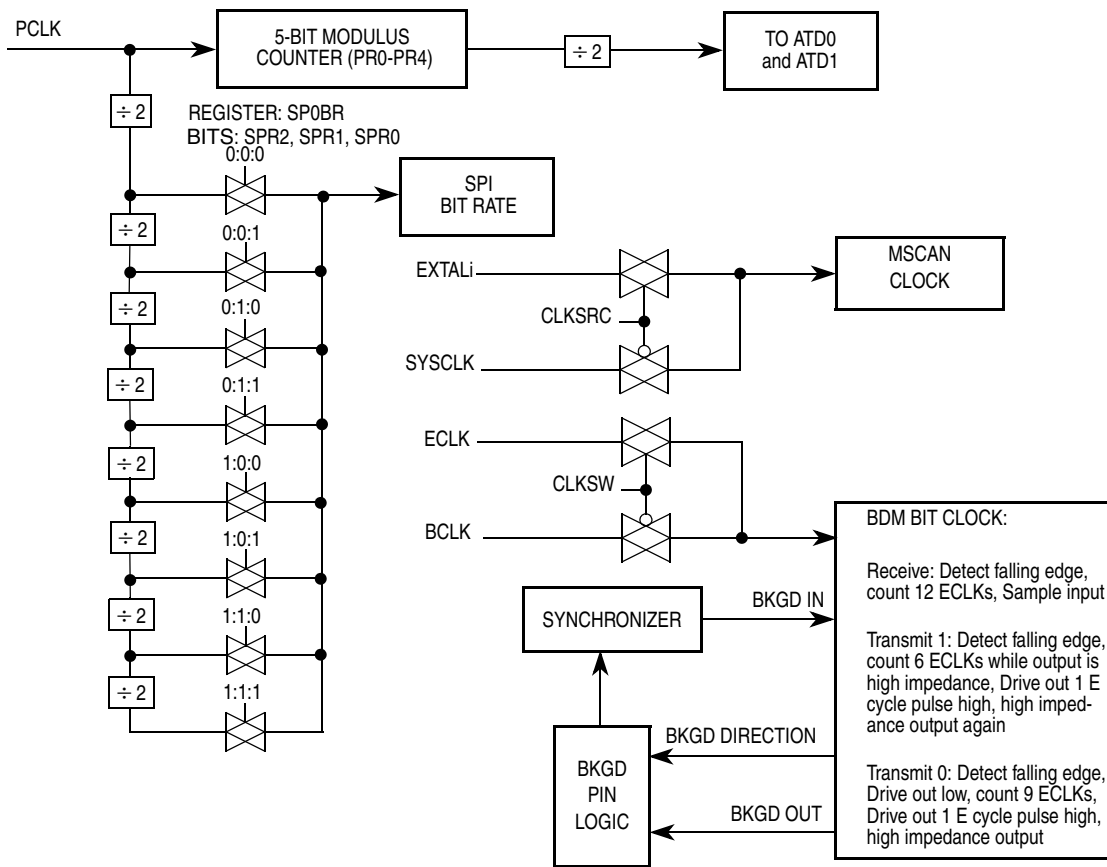 PCLK
5-BIT MODULUS
COUNTER (PR0-PR4)
÷ 2
TO ATD0
and ATD1
÷ 2
REGISTER: SP0BR
BITS: SPR2, SPR1, SPR0
0:0:0
SPI
BIT RATE
÷ 2
0:0:1
÷ 2
0:1:0
÷ 2
0:1:1
÷ 2
1:0:0
÷ 2
1:0:1
÷ 2
1:1:0
÷ 2
1:1:1
EXTALi
MSCAN
CLOCK
CLKSRC
SYSCLK
ECLK
CLKSW
BCLK
BDM BIT CLOCK:
Receive: Detect falling edge,
count 12 ECLKs, Sample input
Transmit 1: Detect falling edge,
count 6 ECLKs while output is
high impedance, Drive out 1 E
cycle pulse high, high imped-
ance output again
Transmit 0: Detect falling edge,
Drive out low, count 9 ECLKs,
Drive out 1 E cycle pulse high,
high impedance output
BKGD IN
SYNCHRONIZER
BKGD DIRECTION
BKGD
PIN
LOGIC
BKGD OUT